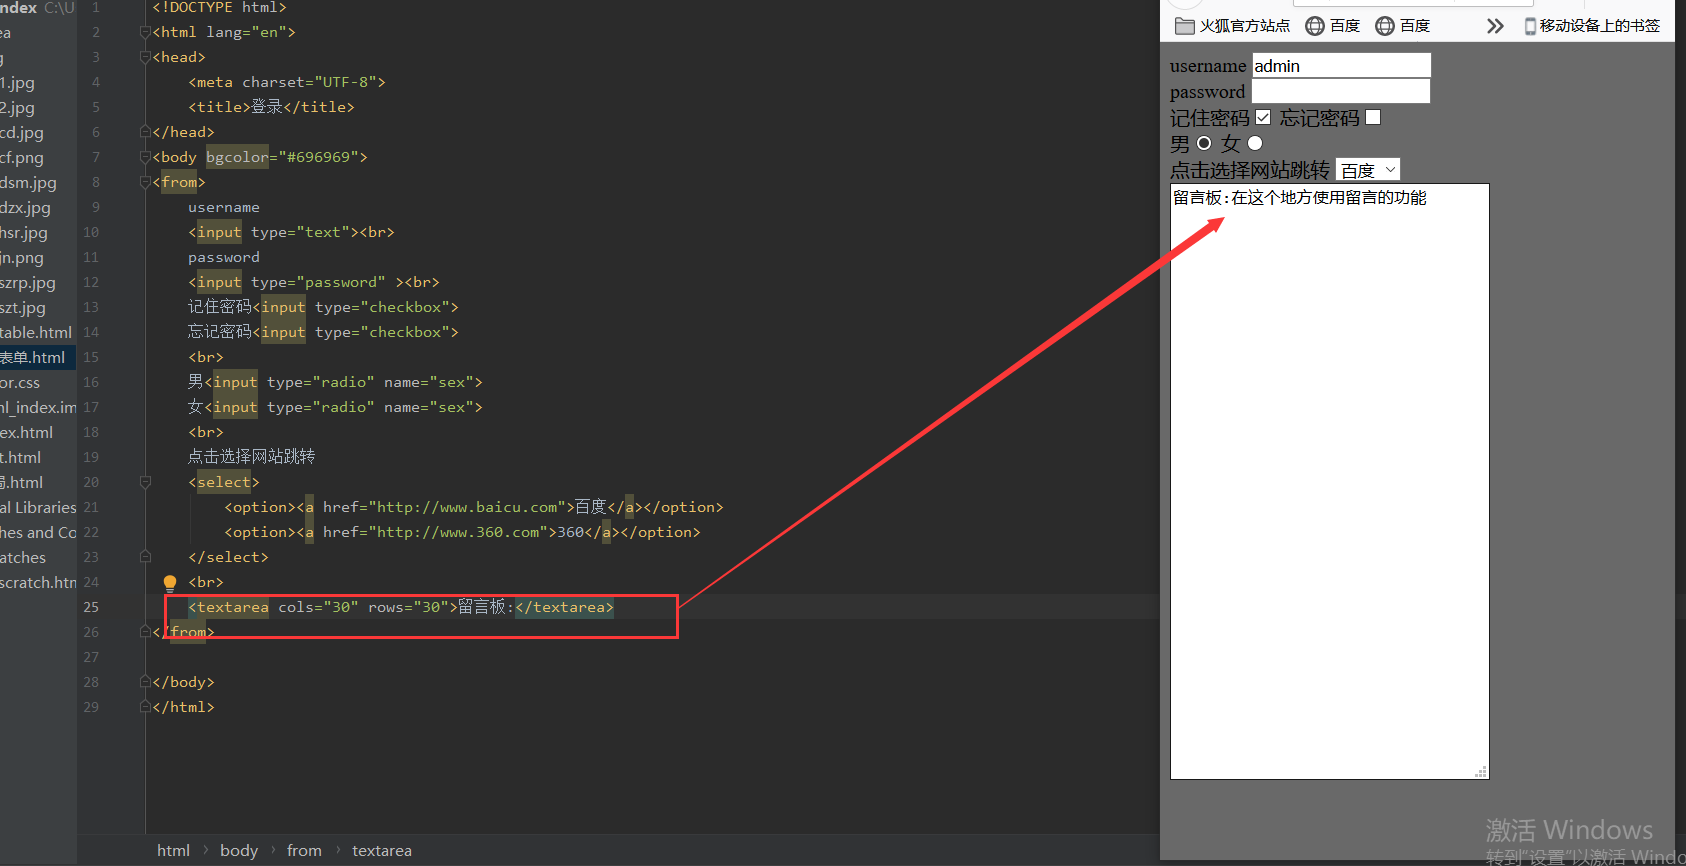 ndex C:\U
ea
g
1.jpg
2.jpg
cd.jpg
cf.png
dsm.jpg
dzx.jpg
hsr.jpg
jn.png
szrp.jpg
szt.jpg
table.html
表单.html
or.css
ml_index.im
ex.html
t.html
局.html
al Libraries
hes and Co
atches
scratch.htm
1 <!DOCTYPE html>
2 <html lang="en">
3 <head>
4 <meta charset="UTF-8">
5 <title>登录</title>
6 </head>
7 <body bgcolor="#696969">
8 <from>
9 username
10 <input type="text"><br>
11 password
12 <input type="password" ><br>
13 记住密码<input type="checkbox">
14 忘记密码<input type="checkbox">
15 <br>
16 男<input type="radio" name="sex">
17 女<input type="radio" name="sex">
18 <br>
19 点击选择网站跳转
20 <select>
21 <option><a href="http://www.baicu.com">百度</a></option>
22 <option><a href="http://www.360.com">360</a></option>
23 </select>
24 <br>
25 <textarea cols="30" rows="30">留言板:</textarea>
26 </from>
27
28 </body>
29 </html>
html › body › from › textarea
火狐官方站点 百度 百度 移动设备上的书签
username admin
password
记住密码 忘记密码
男 女
点击选择网站跳转 百度
留言板:在这个地方使用留言的功能
激活 Windows
转到"设置"以激活 Windo